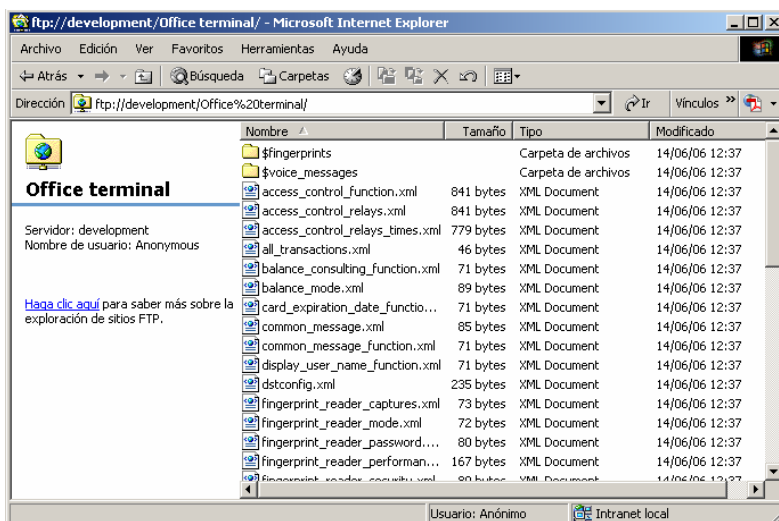 ftp://development/Office terminal/ - Microsoft Internet Explorer
Archivo Edición Ver Favoritos Herramientas Ayuda
Atrás Búsqueda Carpetas
Dirección ftp://development/Office%20terminal/ Ir Vínculos »
Nombre Tamaño Tipo Modificado
Office terminal
Servidor: development
Nombre de usuario: Anonymous
Haga clic aquí para saber más sobre la
exploración de sitios FTP.
$fingerprints Carpeta de archivos 14/06/06 12:37
$voice_messages Carpeta de archivos 14/06/06 12:37
access_control_function.xml 841 bytes XML Document 14/06/06 12:37
access_control_relays.xml 841 bytes XML Document 14/06/06 12:37
access_control_relays_times.xml 779 bytes XML Document 14/06/06 12:37
all_transactions.xml 46 bytes XML Document 14/06/06 12:37
balance_consulting_function.xml 71 bytes XML Document 14/06/06 12:37
balance_mode.xml 89 bytes XML Document 14/06/06 12:37
card_expiration_date_functio... 71 bytes XML Document 14/06/06 12:37
common_message.xml 85 bytes XML Document 14/06/06 12:37
common_message_function.xml 71 bytes XML Document 14/06/06 12:37
display_user_name_function.xml 71 bytes XML Document 14/06/06 12:37
dstconfig.xml 235 bytes XML Document 14/06/06 12:37
fingerprint_reader_captures.xml 73 bytes XML Document 14/06/06 12:37
fingerprint_reader_mode.xml 72 bytes XML Document 14/06/06 12:37
fingerprint_reader_password.... 80 bytes XML Document 14/06/06 12:37
fingerprint_reader_performan... 167 bytes XML Document 14/06/06 12:37
fingerprint_reader_security.xml 80 bytes XML Document 14/06/06 12:37
Usuario: Anónimo Intranet local